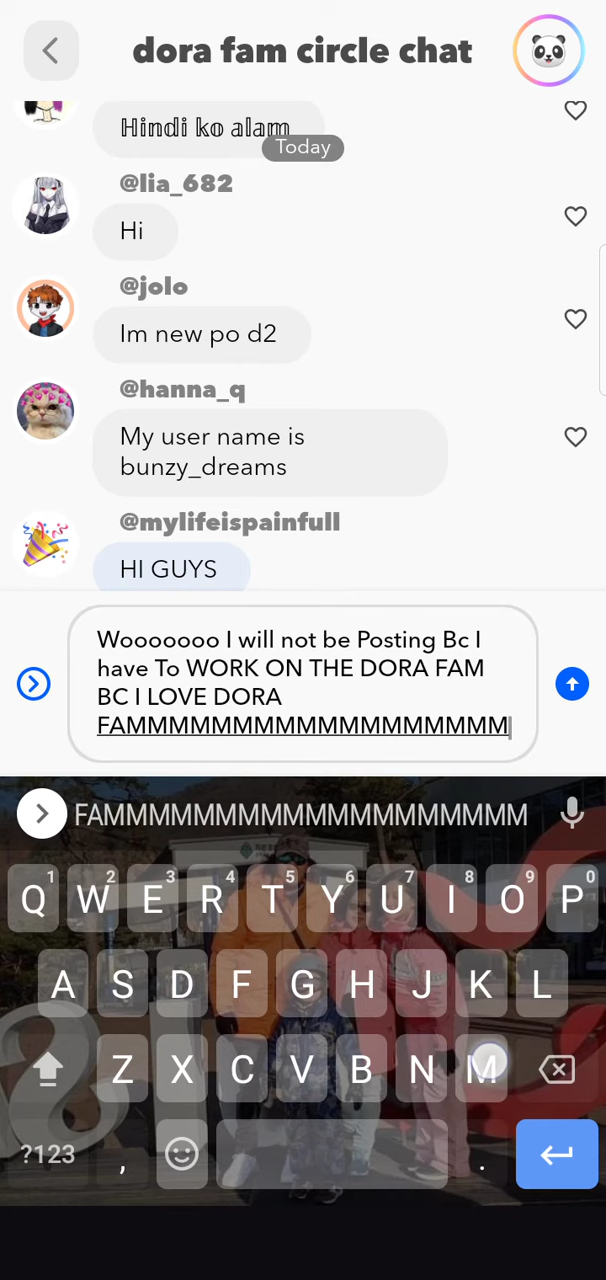 dora fam circle chat
ℍ𝕚𝕟𝕕𝕚 𝕜𝕠 𝕒𝕝𝕒𝕞
Today
@lia_682
Hi
@jolo
Im new po d2
@hanna_q
My user name is
bunzy_dreams
@mylifeispainfull
HI GUYS
Wooooooo I will not be Posting Bc I
have To WORK ON THE DORA FAM
BC I LOVE DORA
FAMMMMMMMMMMMMMMMMMMM
FAMMMMMMMMMMMMMMMMMMM
1 2 3 4 5 6 7 8 9 0
Q W E R T Y U I O P
A S D F G H J K L
Z X C V B N M
?123 , .